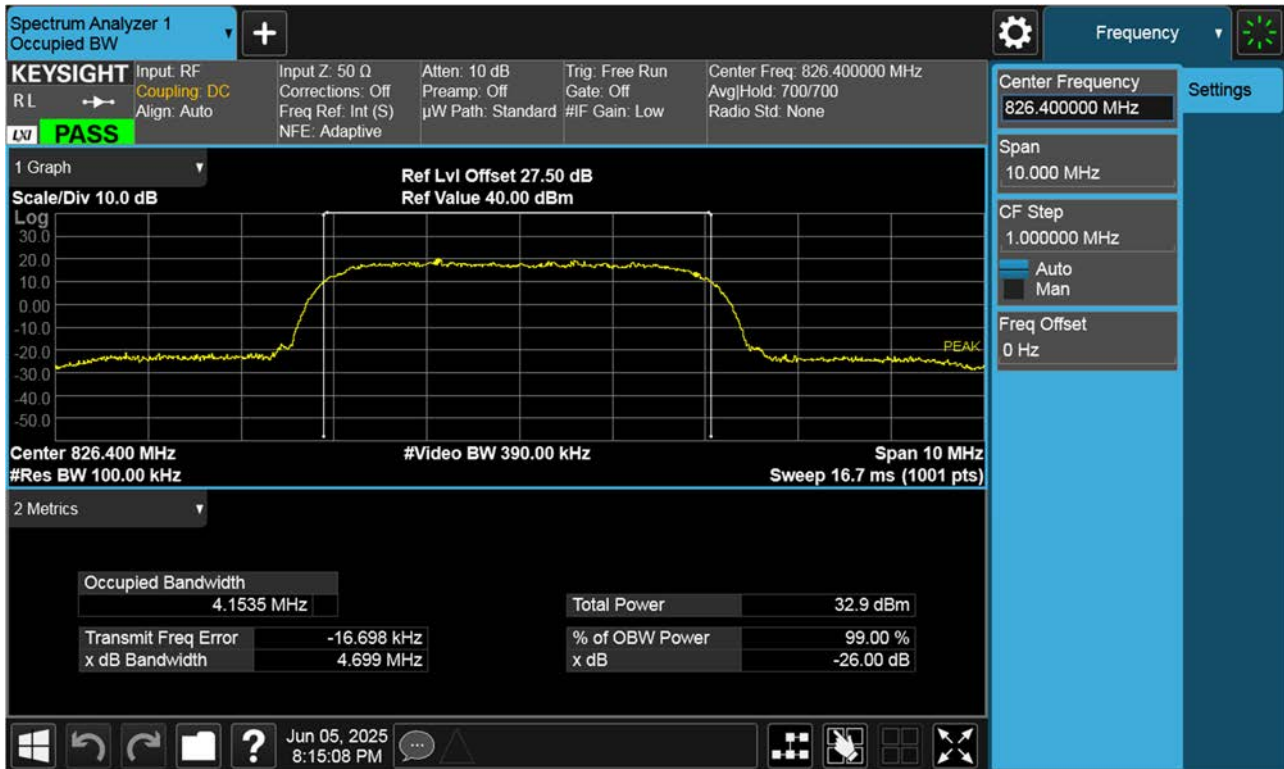 Spectrum Analyzer 1
Occupied BW
Frequency
KEYSIGHT
RL
LXI
PASS
Input: RF
Coupling: DC
Align: Auto
Input Z: 50 Ω
Corrections: Off
Freq Ref: Int (S)
NFE: Adaptive
Atten: 10 dB
Preamp: Off
µW Path: Standard
Trig: Free Run
Gate: Off
#IF Gain: Low
Center Freq: 826.400000 MHz
Avg|Hold: 700/700
Radio Std: None
Center Frequency
826.400000 MHz
Settings
Span
10.000 MHz
CF Step
1.000000 MHz
Auto
Man
Freq Offset
0 Hz
1 Graph
Scale/Div 10.0 dB
Ref Lvl Offset 27.50 dB
Ref Value 40.00 dBm
Log
30.0
20.0
10.0
0.00
-10.0
-20.0
-30.0
-40.0
-50.0
PEAK
Center 826.400 MHz
#Video BW 390.00 kHz
Span 10 MHz
#Res BW 100.00 kHz
Sweep 16.7 ms (1001 pts)
2 Metrics
Occupied Bandwidth
4.1535 MHz
Total Power 32.9 dBm
Transmit Freq Error -16.698 kHz
% of OBW Power 99.00 %
x dB Bandwidth 4.699 MHz
x dB -26.00 dB
?
Jun 05, 2025
8:15:08 PM